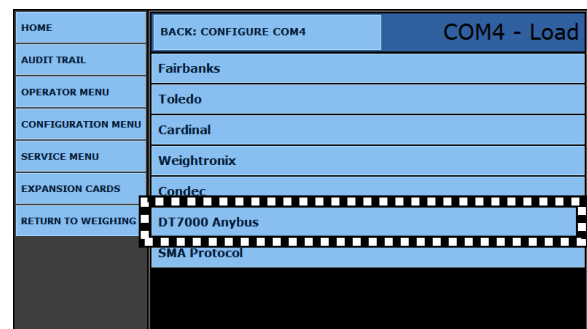 HOME
AUDIT TRAIL
OPERATOR MENU
CONFIGURATION MENU
SERVICE MENU
EXPANSION CARDS
RETURN TO WEIGHING
BACK: CONFIGURE COM4
COM4 - Load
Fairbanks
Toledo
Cardinal
Weightronix
Condec
DT7000 Anybus
SMA Protocol